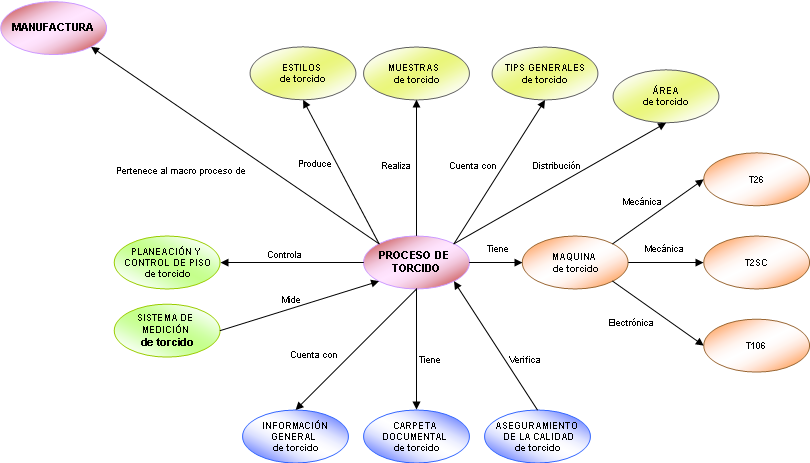 MANUFACTURA
ESTILOS
de torcido
MUESTRAS
de torcido
TIPS GENERALES
de torcido
ÁREA
de torcido
Pertenece al macro proceso de
Produce
Realiza
Cuenta con
Distribución
T26
Mecánica
PLANEACIÓN Y
CONTROL DE PISO
de torcido
Controla
PROCESO DE
TORCIDO
Tiene
MAQUINA
de torcido
Mecánica
T2SC
SISTEMA DE
MEDICIÓN
de torcido
Mide
Electrónica
T106
Cuenta con
Tiene
Verifica
INFORMACIÓN
GENERAL
de torcido
CARPETA
DOCUMENTAL
de torcido
ASEGURAMIENTO
DE LA CALIDAD
de torcido